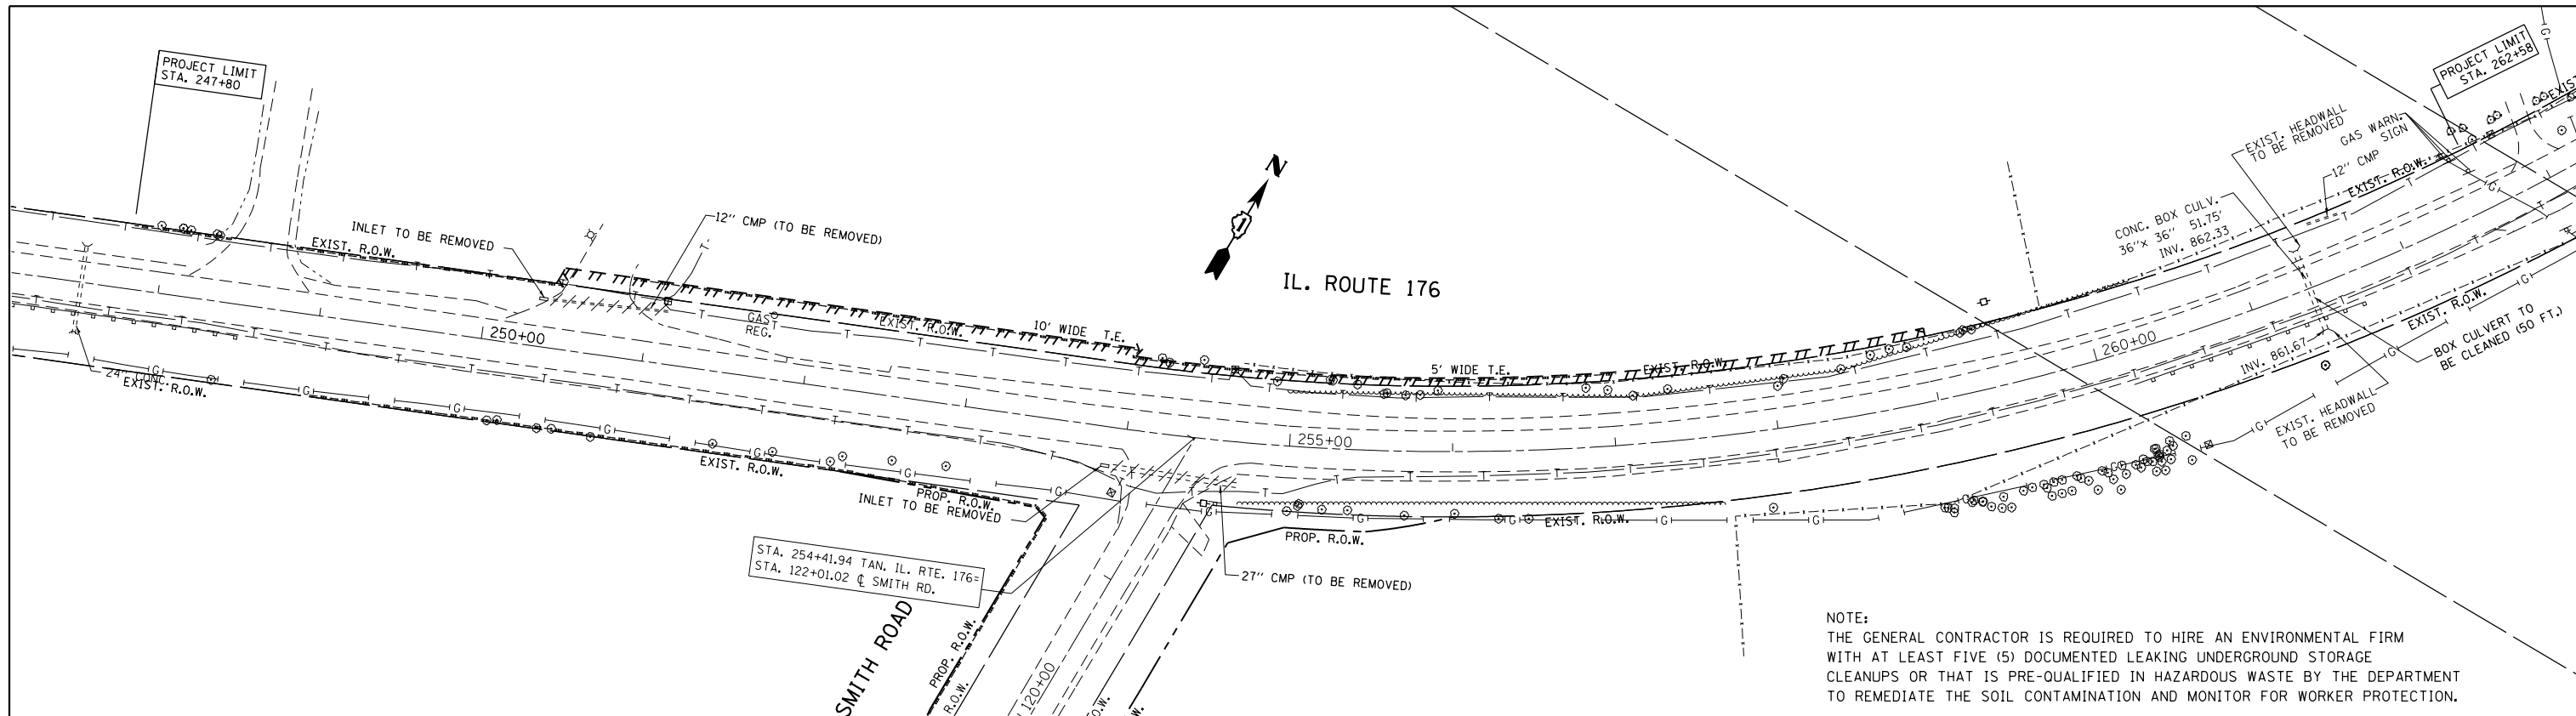 PROJECT LIMIT
STA. 247+80
EXIST. R.O.W.
INLET TO BE REMOVED
12" CMP (TO BE REMOVED)
250+00
24" CONC.
EXIST. R.O.W.
GAS
REG.
EXIST. R.O.W.
10' WIDE T.E.
N
1
IL. ROUTE 176
5' WIDE T.E.
EXIST. R.O.W.
255+00
EXIST. R.O.W.
PROP. R.O.W.
INLET TO BE REMOVED
STA. 254+41.94 TAN. IL. RTE. 176=
STA. 122+01.02 ℄ SMITH RD.
SMITH ROAD
PROP. R.O.W.
R.O.W.
120+00
27" CMP (TO BE REMOVED)
PROP. R.O.W.
EXIST. R.O.W.
PROJECT LIMIT
STA. 262+58
EXIST. HEADWALL
TO BE REMOVED
GAS WARN.
SIGN
12" CMP
EXIST. R.O.W.
CONC. BOX CULV.
36"x 36" 51.75'
INV. 862.33
260+00
INV. 861.67
EXIST. R.O.W.
BOX CULVERT TO
BE CLEANED (50 FT.)
EXIST. HEADWALL
TO BE REMOVED
NOTE:
THE GENERAL CONTRACTOR IS REQUIRED TO HIRE AN ENVIRONMENTAL FIRM
WITH AT LEAST FIVE (5) DOCUMENTED LEAKING UNDERGROUND STORAGE
CLEANUPS OR THAT IS PRE-QUALIFIED IN HAZARDOUS WASTE BY THE DEPARTMENT
TO REMEDIATE THE SOIL CONTAMINATION AND MONITOR FOR WORKER PROTECTION.